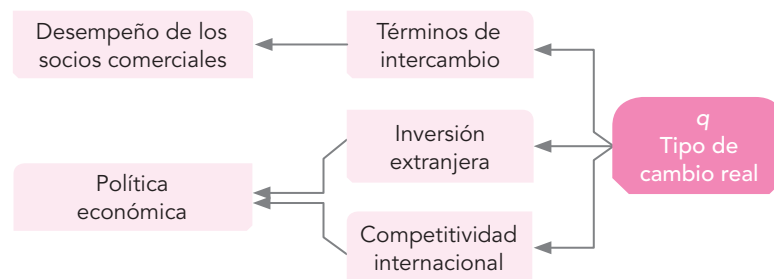 Desempeño de los
socios comerciales
Términos de
intercambio
q
Tipo de
cambio real
Inversión
extranjera
Política
económica
Competitividad
internacional